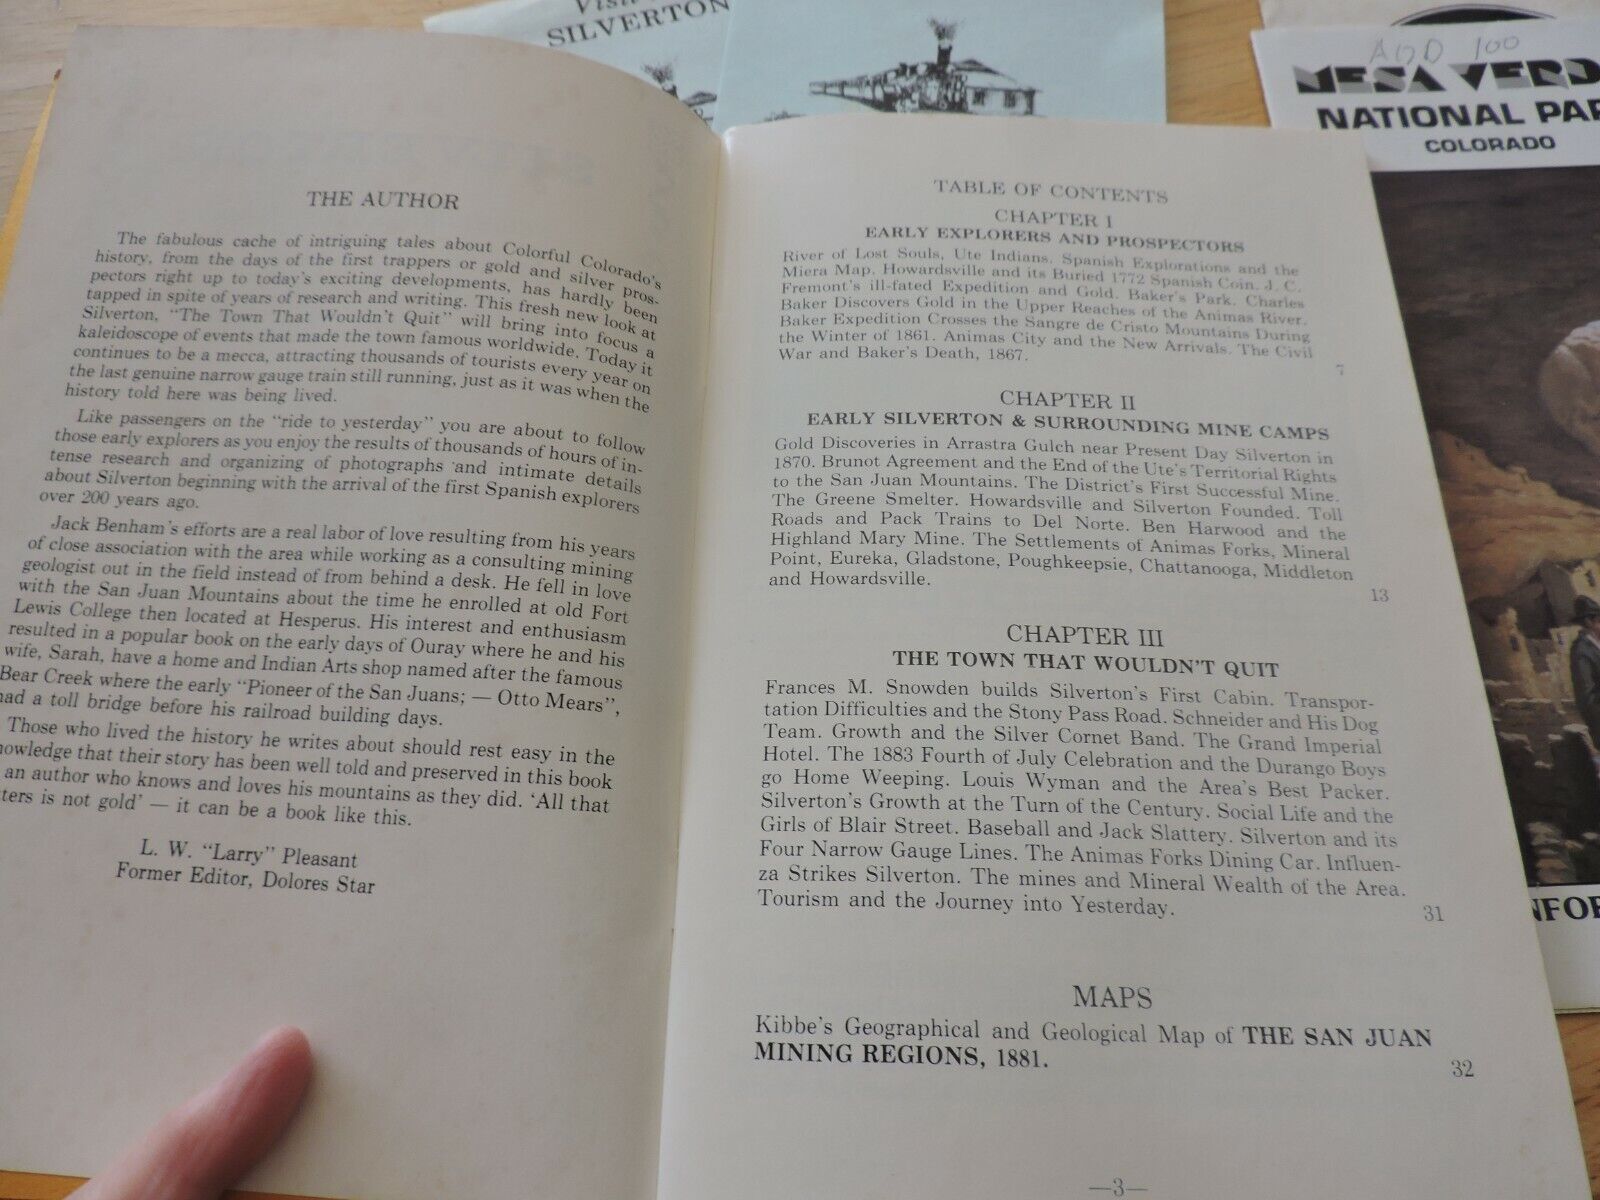 Visit
SILVERTON
AQD 100
MESA VERD
NATIONAL PAR
COLORADO
THE AUTHOR
The fabulous cache of intriguing tales about Colorful Colorado's
history, from the days of the first trappers or gold and silver pros-
pectors right up to today's exciting developments, has hardly been
tapped in spite of years of research and writing. This fresh new look at
Silverton, "The Town That Wouldn't Quit" will bring into focus a
kaleidoscope of events that made the town famous worldwide. Today it
continues to be a mecca, attracting thousands of tourists every year on
the last genuine narrow gauge train still running, just as it was when the
history told here was being lived.
Like passengers on the "ride to yesterday" you are about to follow
those early explorers as you enjoy the results of thousands of hours of in-
tense research and organizing of photographs and intimate details
about Silverton beginning with the arrival of the first Spanish explorers
over 200 years ago.
Jack Benham's efforts are a real labor of love resulting from his years
of close association with the area while working as a consulting mining
geologist out in the field instead of from behind a desk. He fell in love
with the San Juan Mountains about the time he enrolled at old Fort
Lewis College then located at Hesperus. His interest and enthusiasm
resulted in a popular book on the early days of Ouray where he and his
wife, Sarah, have a home and Indian Arts shop named after the famous
Bear Creek where the early "Pioneer of the San Juans; — Otto Mears",
had a toll bridge before his railroad building days.
Those who lived the history he writes about should rest easy in the
nowledge that their story has been well told and preserved in this book
an author who knows and loves his mountains as they did. 'All that
ters is not gold' — it can be a book like this.
L. W. "Larry" Pleasant
Former Editor, Dolores Star
TABLE OF CONTENTS
CHAPTER I
EARLY EXPLORERS AND PROSPECTORS
River of Lost Souls, Ute Indians. Spanish Explorations and the
Miera Map. Howardsville and its Buried 1772 Spanish Coin. J. C.
Fremont's ill-fated Expedition and Gold. Baker's Park. Charles
Baker Discovers Gold in the Upper Reaches of the Animas River.
Baker Expedition Crosses the Sangre de Cristo Mountains During
the Winter of 1861. Animas City and the New Arrivals. The Civil
War and Baker's Death, 1867.
7
CHAPTER II
EARLY SILVERTON & SURROUNDING MINE CAMPS
Gold Discoveries in Arrastra Gulch near Present Day Silverton in
1870. Brunot Agreement and the End of the Ute's Territorial Rights
to the San Juan Mountains. The District's First Successful Mine.
The Greene Smelter. Howardsville and Silverton Founded. Toll
Roads and Pack Trains to Del Norte. Ben Harwood and the
Highland Mary Mine. The Settlements of Animas Forks, Mineral
Point, Eureka, Gladstone, Poughkeepsie, Chattanooga, Middleton
and Howardsville.
13
CHAPTER III
THE TOWN THAT WOULDN'T QUIT
Frances M. Snowden builds Silverton's First Cabin. Transpor-
tation Difficulties and the Stony Pass Road. Schneider and His Dog
Team. Growth and the Silver Cornet Band. The Grand Imperial
Hotel. The 1883 Fourth of July Celebration and the Durango Boys
go Home Weeping. Louis Wyman and the Area's Best Packer.
Silverton's Growth at the Turn of the Century. Social Life and the
Girls of Blair Street. Baseball and Jack Slattery. Silverton and its
Four Narrow Gauge Lines. The Animas Forks Dining Car. Influen-
za Strikes Silverton. The mines and Mineral Wealth of the Area.
Tourism and the Journey into Yesterday.
31
MAPS
Kibbe's Geographical and Geological Map of THE SAN JUAN
MINING REGIONS, 1881.
32
—3—
NFOR